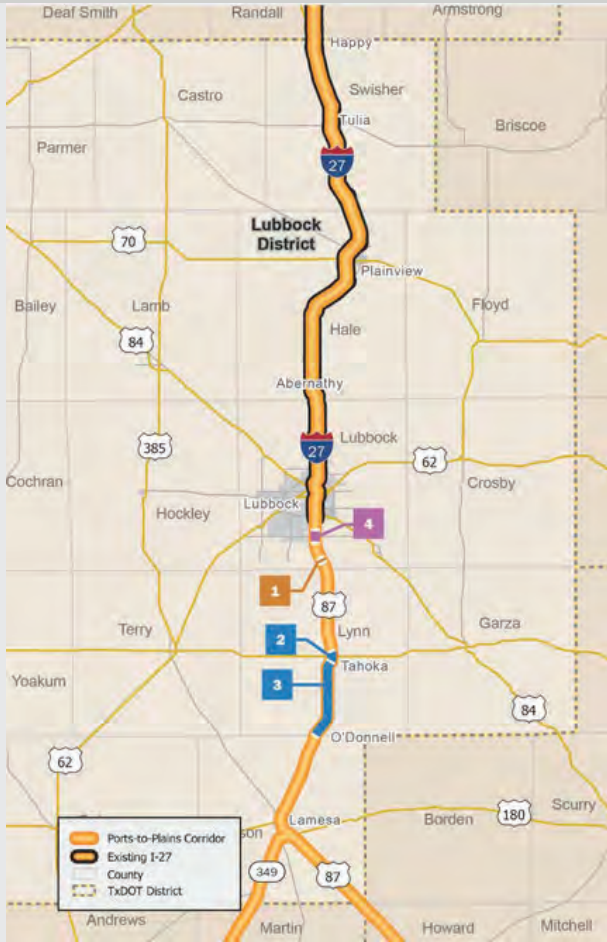 Deaf Smith
Randall
Armstrong
Happy
Swisher
Castro
Tulia
Briscoe
Parmer
27
Lubbock
District
70
Plainview
Bailey
Lamb
Floyd
Hale
84
Abernathy
385
27
Lubbock
62
Cochran
Crosby
Lubbock
Hockley
4
1
87
Terry
Lynn
Garza
2
Tahoka
Yoakum
3
84
O'Donnell
62
Scurry
Lamesa
Borden
180
son
Ports-to-Plains Corridor
Existing I-27
County
TxDOT District
349
87
Andrews
Martin
Howard
Mitchell